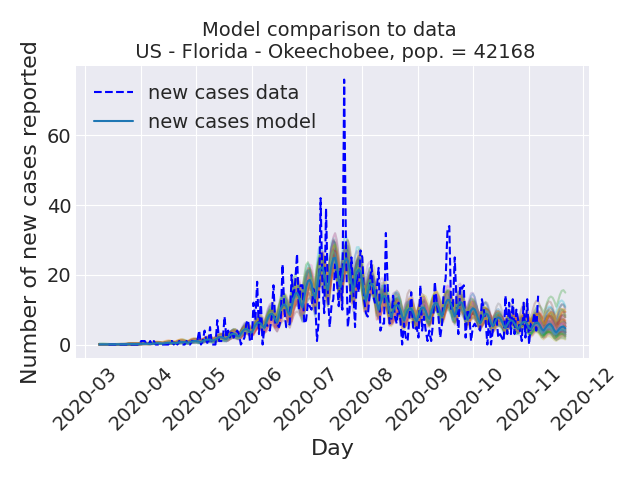 Model comparison to data
US - Florida - Okeechobee, pop. = 42168
Number of new cases reported
new cases data
new cases model
60
40
20
0
2020-03
2020-04
2020-05
2020-06
2020-07
2020-08
2020-09
2020-10
2020-11
2020-12
Day